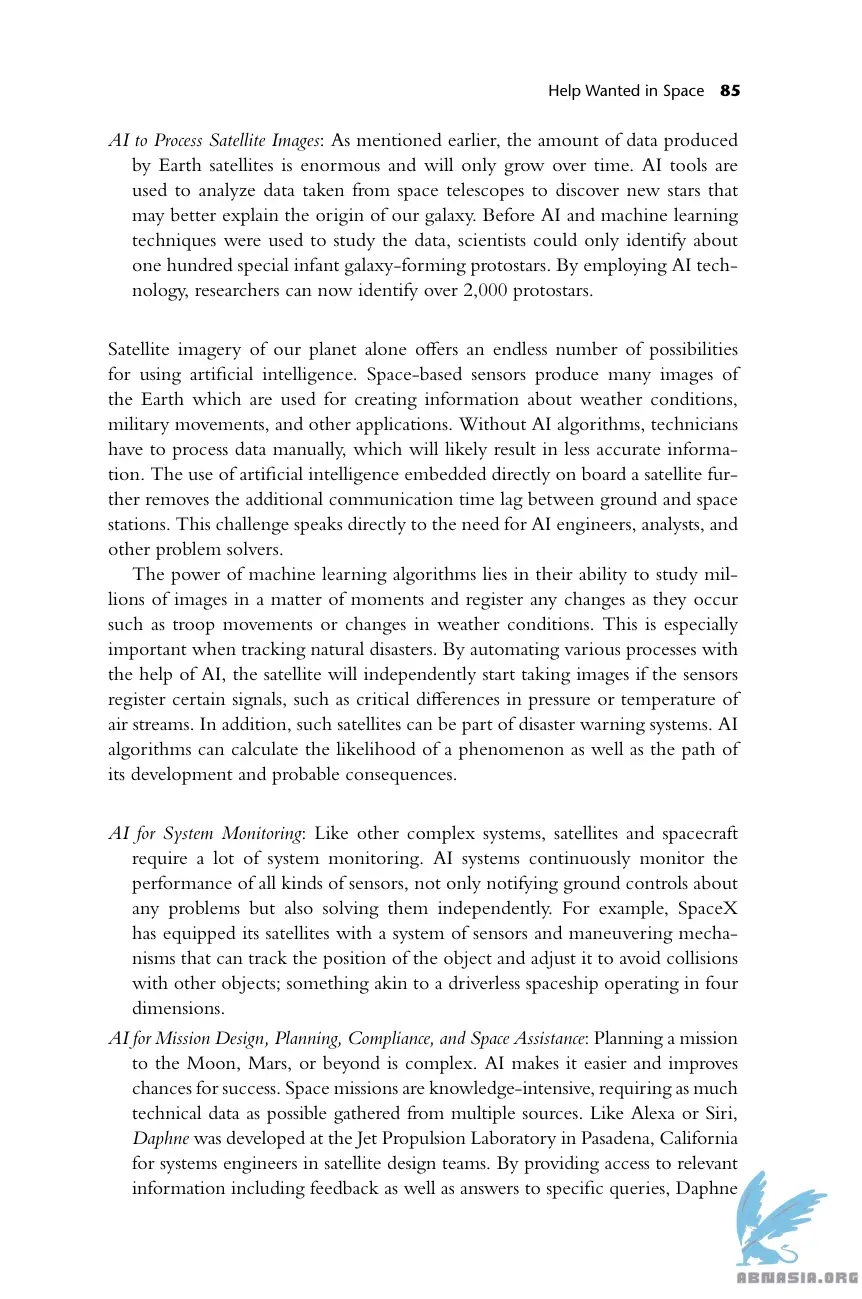 Help Wanted in Space 85
AI to Process Satellite Images: As mentioned earlier, the amount of data produced
by Earth satellites is enormous and will only grow over time. AI tools are
used to analyze data taken from space telescopes to discover new stars that
may better explain the origin of our galaxy. Before AI and machine learning
techniques were used to study the data, scientists could only identify about
one hundred special infant galaxy-forming protostars. By employing AI tech-
nology, researchers can now identify over 2,000 protostars.
Satellite imagery of our planet alone offers an endless number of possibilities
for using artificial intelligence. Space-based sensors produce many images of
the Earth which are used for creating information about weather conditions,
military movements, and other applications. Without AI algorithms, technicians
have to process data manually, which will likely result in less accurate informa-
tion. The use of artificial intelligence embedded directly on board a satellite fur-
ther removes the additional communication time lag between ground and space
stations. This challenge speaks directly to the need for AI engineers, analysts, and
other problem solvers.
The power of machine learning algorithms lies in their ability to study mil-
lions of images in a matter of moments and register any changes as they occur
such as troop movements or changes in weather conditions. This is especially
important when tracking natural disasters. By automating various processes with
the help of AI, the satellite will independently start taking images if the sensors
register certain signals, such as critical differences in pressure or temperature of
air streams. In addition, such satellites can be part of disaster warning systems. AI
algorithms can calculate the likelihood of a phenomenon as well as the path of
its development and probable consequences.
AI for System Monitoring: Like other complex systems, satellites and spacecraft
require a lot of system monitoring. AI systems continuously monitor the
performance of all kinds of sensors, not only notifying ground controls about
any problems but also solving them independently. For example, SpaceX
has equipped its satellites with a system of sensors and maneuvering mecha-
nisms that can track the position of the object and adjust it to avoid collisions
with other objects; something akin to a driverless spaceship operating in four
dimensions.
AI for Mission Design, Planning, Compliance, and Space Assistance: Planning a mission
to the Moon, Mars, or beyond is complex. AI makes it easier and improves
chances for success. Space missions are knowledge-intensive, requiring as much
technical data as possible gathered from multiple sources. Like Alexa or Siri,
Daphne was developed at the Jet Propulsion Laboratory in Pasadena, California
for systems engineers in satellite design teams. By providing access to relevant
information including feedback as well as answers to specific queries, Daphne
ABNASIA.ORG